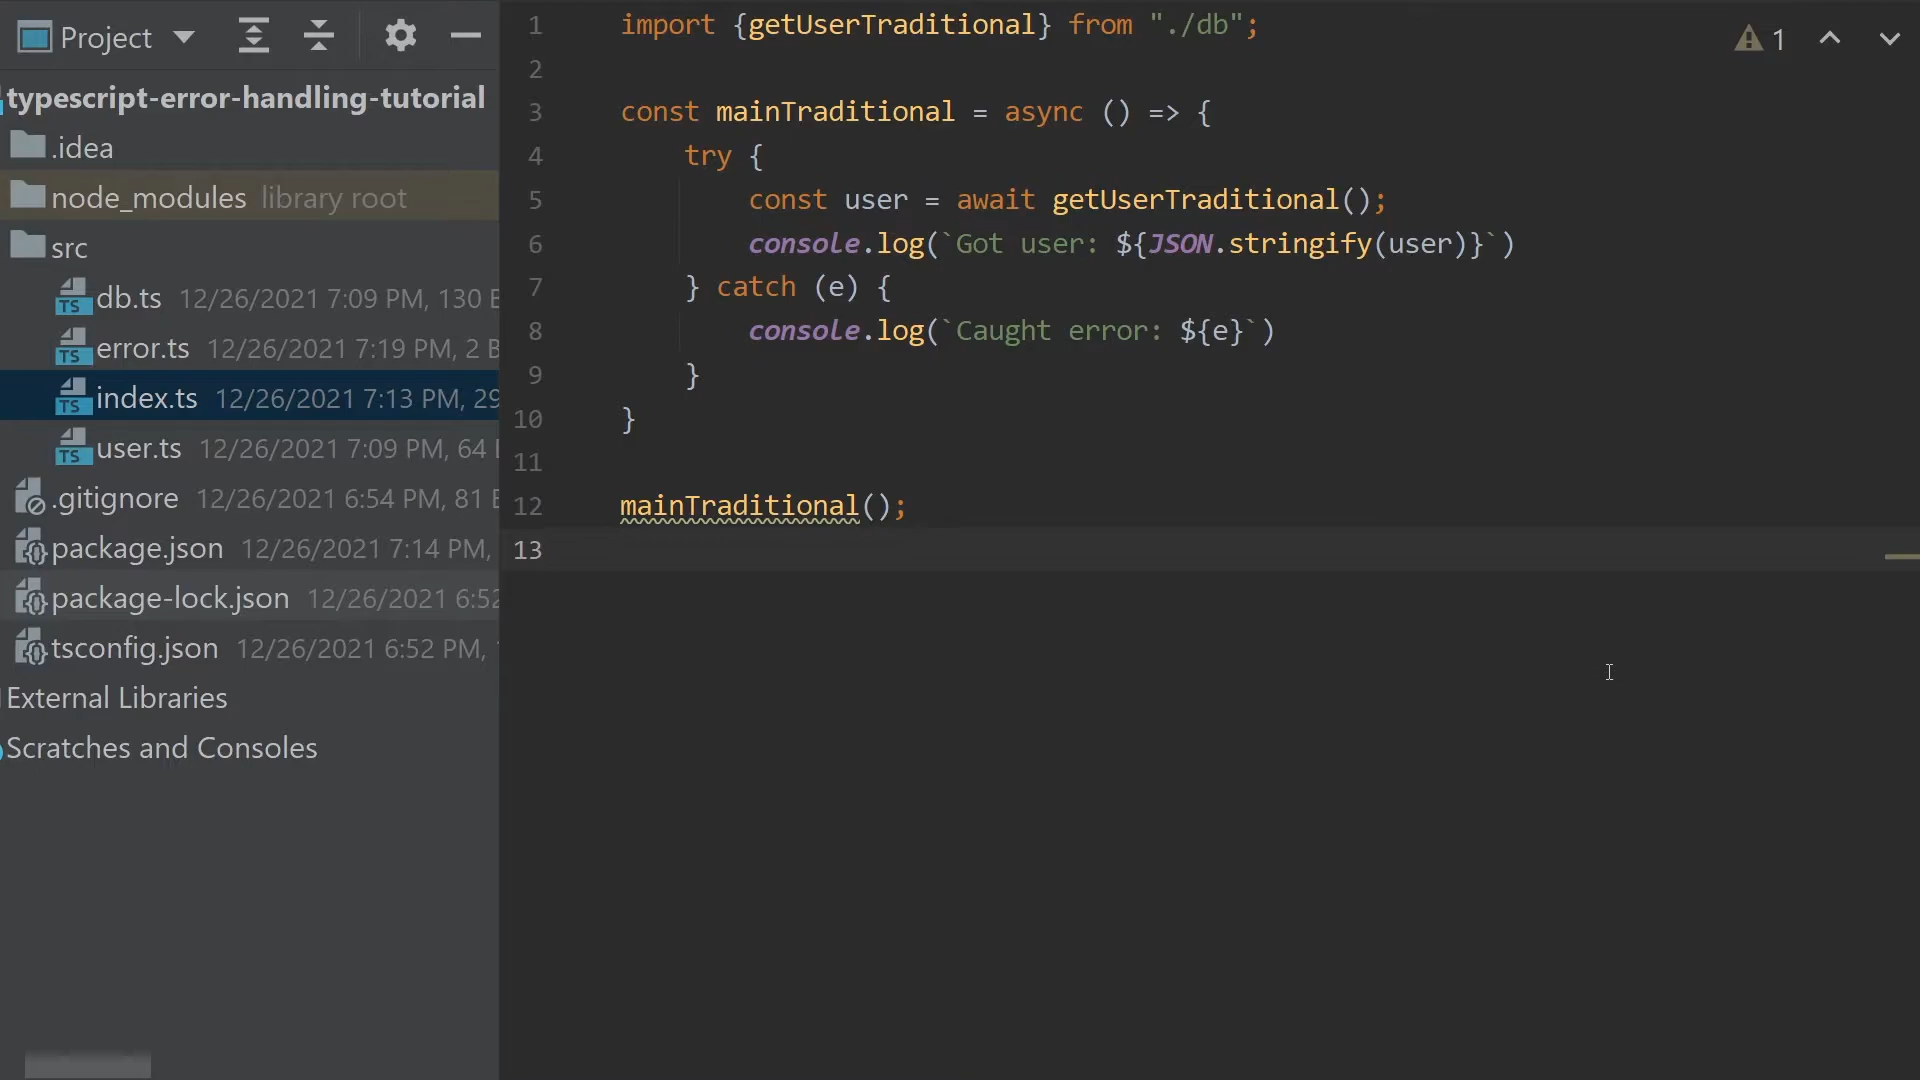 Project
typescript-error-handling-tutorial
.idea
node_modules library root
src
db.ts 12/26/2021 7:09 PM, 130
error.ts 12/26/2021 7:19 PM, 2
index.ts 12/26/2021 7:13 PM, 29
user.ts 12/26/2021 7:09 PM, 64
.gitignore 12/26/2021 6:54 PM, 81
package.json 12/26/2021 7:14 PM,
package-lock.json 12/26/2021 6:52
tsconfig.json 12/26/2021 6:52 PM,
External Libraries
Scratches and Consoles
1 import {getUserTraditional} from "./db";
2
3 const mainTraditional = async () => {
4 try {
5 const user = await getUserTraditional();
6 console.log(`Got user: ${JSON.stringify(user)}`)
7 } catch (e) {
8 console.log(`Caught error: ${e}`)
9 }
10 }
11
12 mainTraditional();
13
1